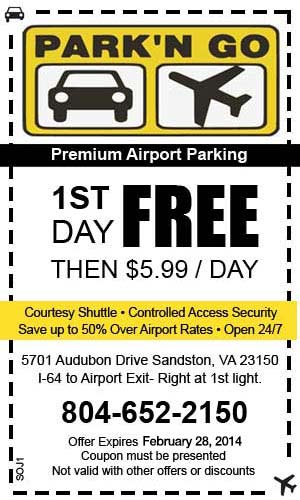 PARK'N GO
Premium Airport Parking
1ST DAY FREE
THEN $5.99 / DAY
Courtesy Shuttle • Controlled Access Security
Save up to 50% Over Airport Rates • Open 24/7
5701 Audubon Drive Sandston, VA 23150
I-64 to Airport Exit- Right at 1st light.
804-652-2150
Offer Expires February 28, 2014
Coupon must be presented
Not valid with other offers or discounts
SOJ1